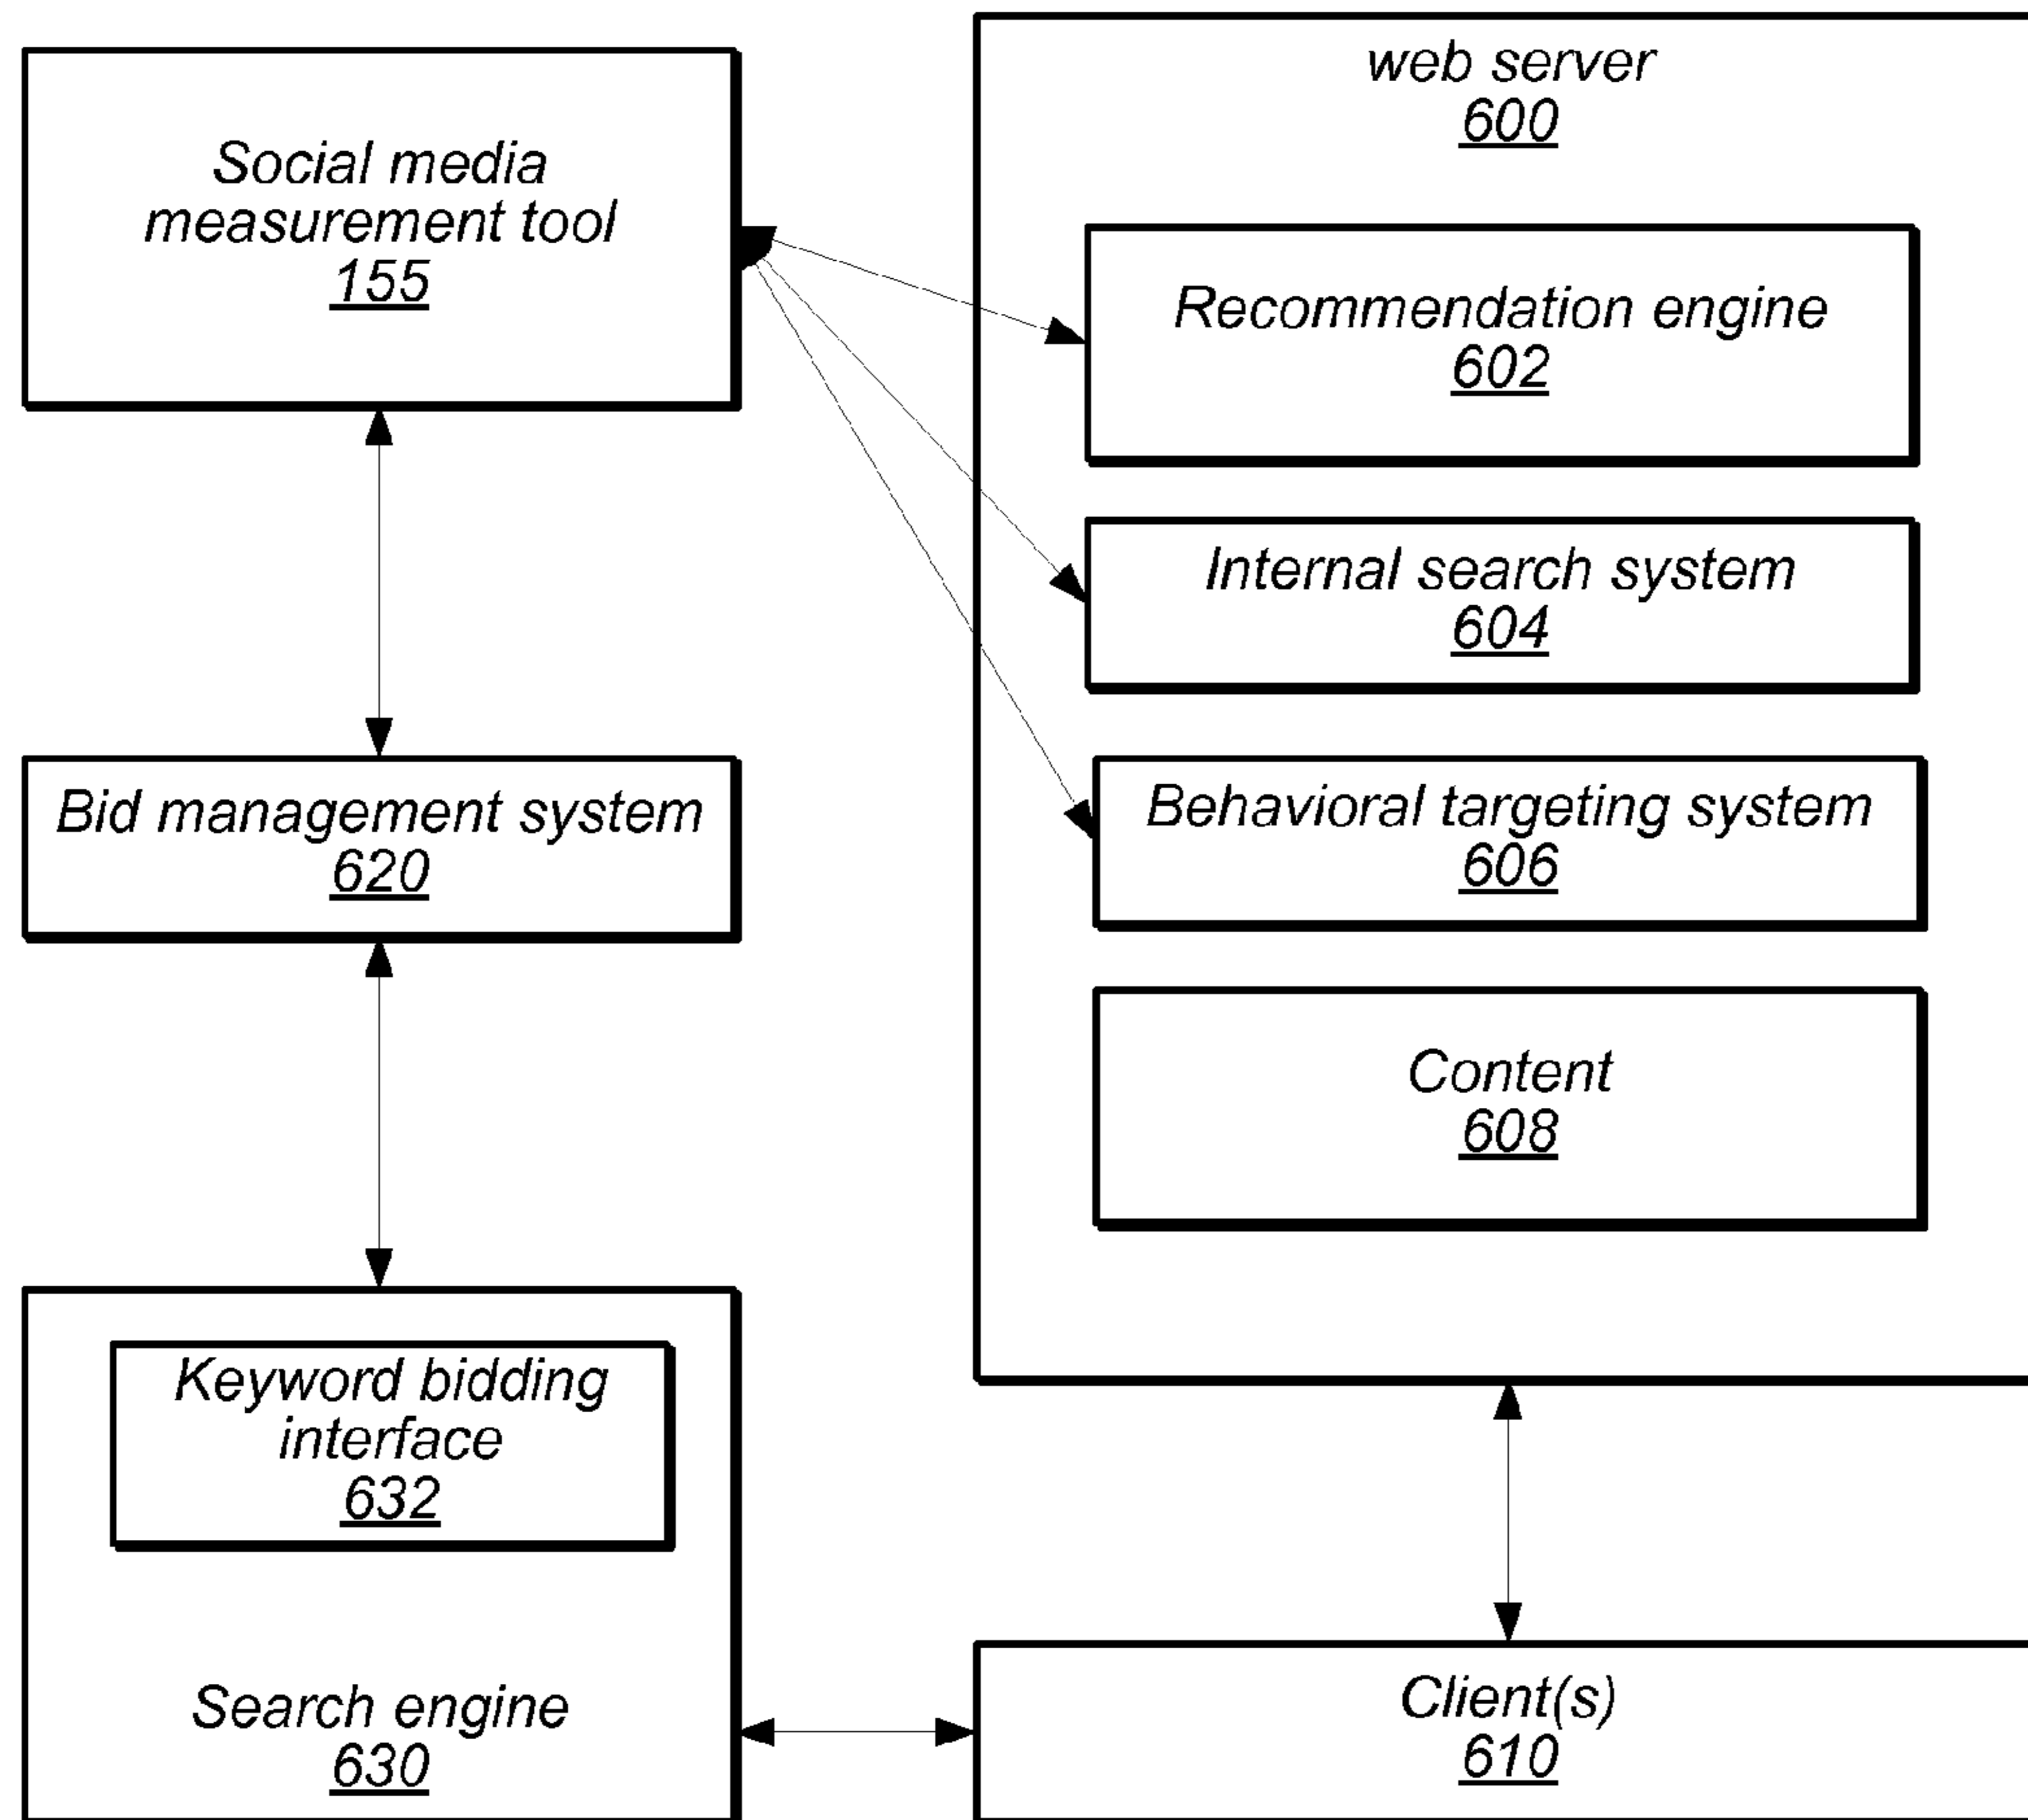 Social media
measurement tool
155
web server
600
Recommendation engine
602
Internal search system
604
Behavioral targeting system
606
Content
608
Bid management system
620
Keyword bidding
interface
632
Search engine
630
Client(s)
610